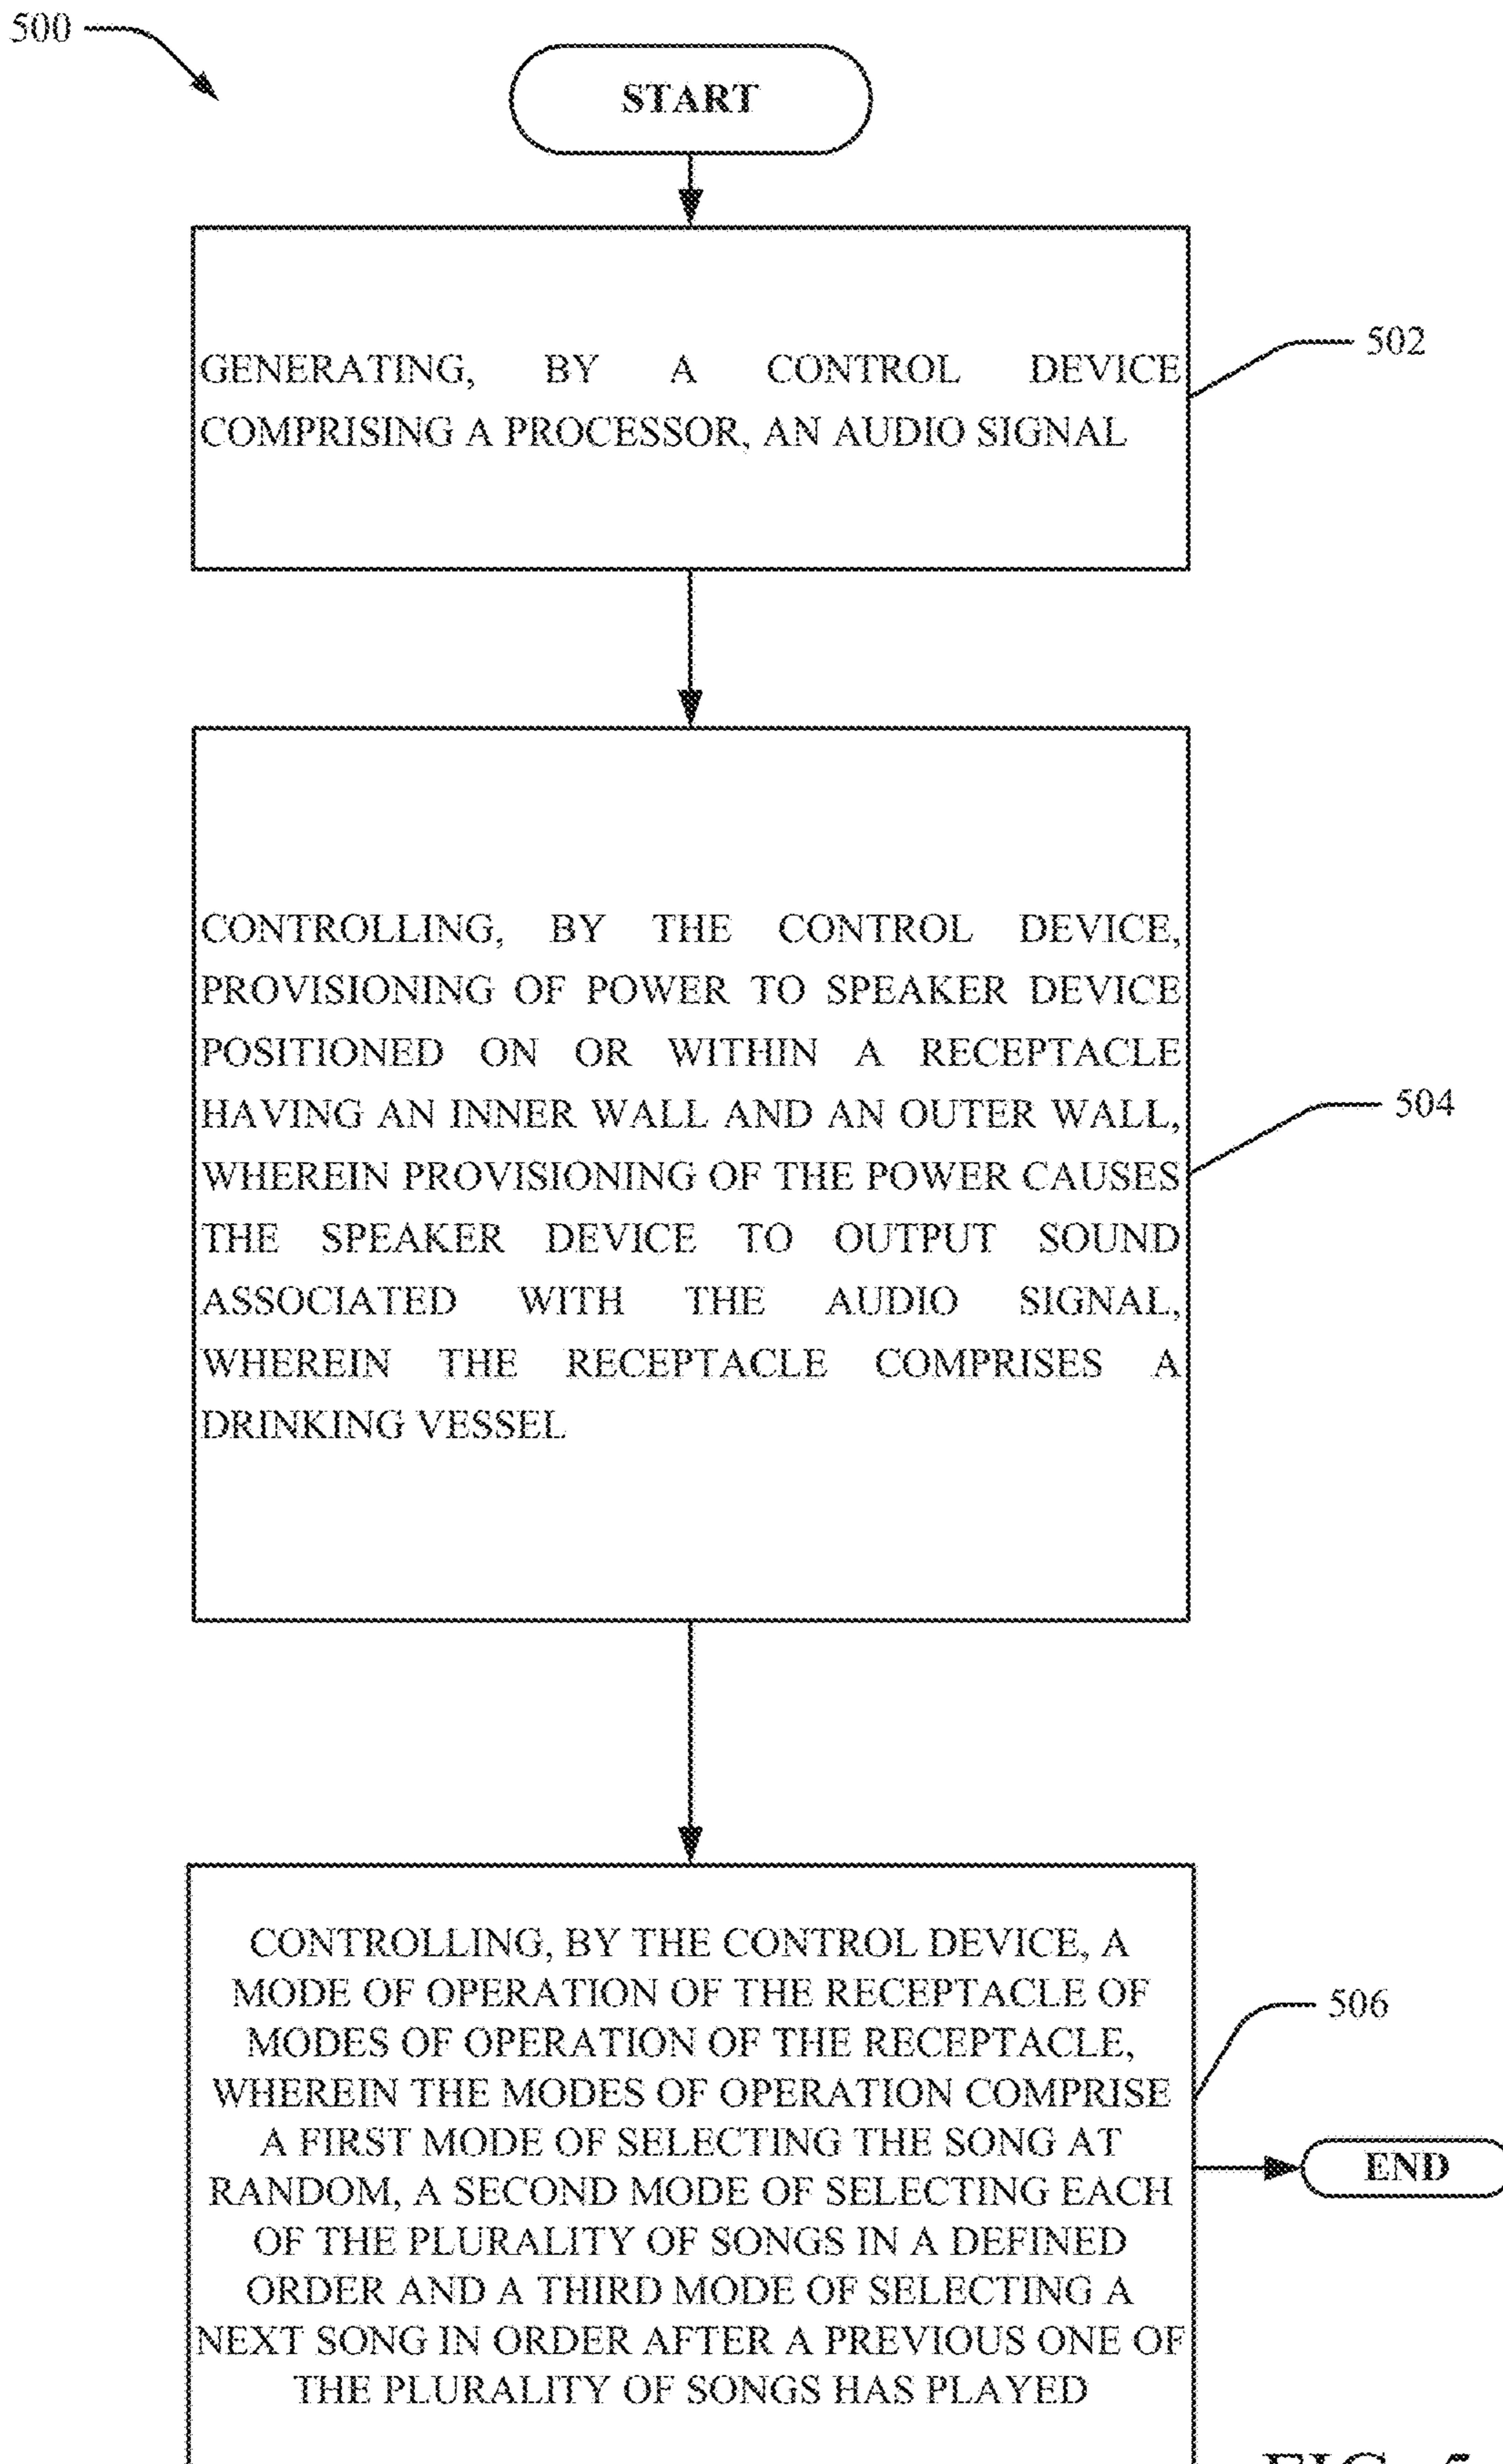 500
START
GENERATING, BY A CONTROL DEVICE
COMPRISING A PROCESSOR, AN AUDIO SIGNAL
502
CONTROLLING, BY THE CONTROL DEVICE,
PROVISIONING OF POWER TO SPEAKER DEVICE
POSITIONED ON OR WITHIN A RECEPTACLE
HAVING AN INNER WALL AND AN OUTER WALL,
WHEREIN PROVISIONING OF THE POWER CAUSES
THE SPEAKER DEVICE TO OUTPUT SOUND
ASSOCIATED WITH THE AUDIO SIGNAL,
WHEREIN THE RECEPTACLE COMPRISES A
DRINKING VESSEL
504
CONTROLLING, BY THE CONTROL DEVICE, A
MODE OF OPERATION OF THE RECEPTACLE OF
MODES OF OPERATION OF THE RECEPTACLE,
WHEREIN THE MODES OF OPERATION COMPRISE
A FIRST MODE OF SELECTING THE SONG AT
RANDOM, A SECOND MODE OF SELECTING EACH
OF THE PLURALITY OF SONGS IN A DEFINED
ORDER AND A THIRD MODE OF SELECTING A
NEXT SONG IN ORDER AFTER A PREVIOUS ONE OF
THE PLURALITY OF SONGS HAS PLAYED
506
END